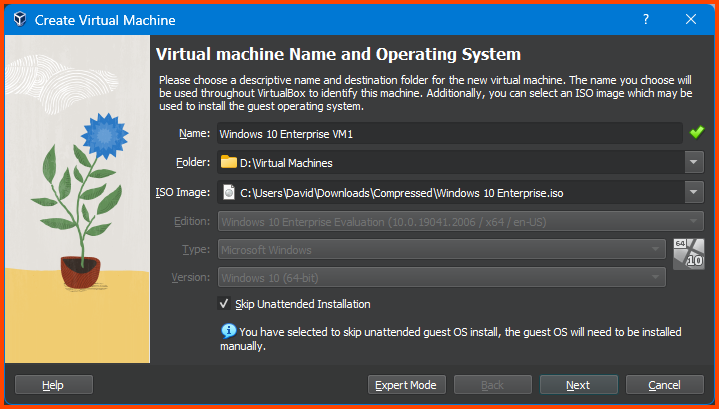 Create Virtual Machine
?
Virtual machine Name and Operating System
Please choose a descriptive name and destination folder for the new virtual machine. The name you choose will
be used throughout VirtualBox to identify this machine. Additionally, you can select an ISO image which may be
used to install the guest operating system.
Name: Windows 10 Enterprise VM1
Folder: D:\Virtual Machines
ISO Image: C:\Users\David\Downloads\Compressed\Windows 10 Enterprise.iso
Edition: Windows 10 Enterprise Evaluation (10.0.19041.2006 / x64 / en-US)
Type: Microsoft Windows
64
10
Version: Windows 10 (64-bit)
Skip Unattended Installation
You have selected to skip unattended guest OS install, the guest OS will need to be installed
manually.
Help Expert Mode Back Next Cancel